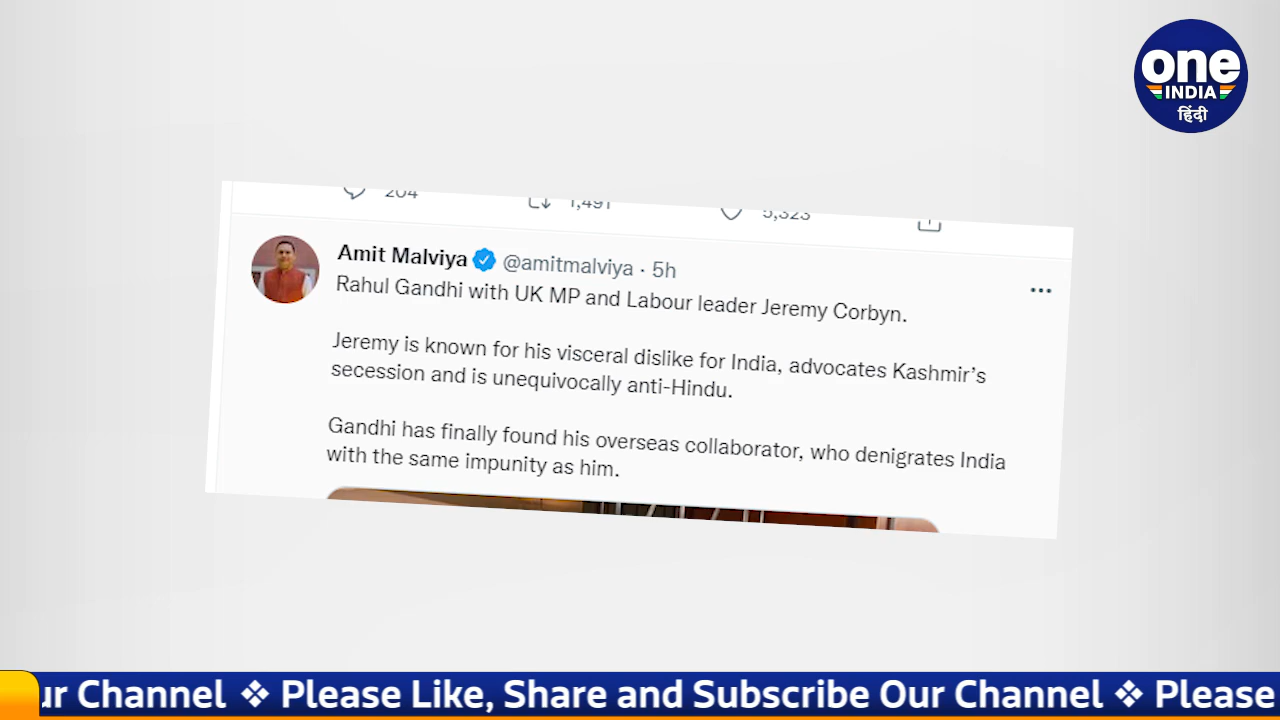 one
INDIA
हिंदी
204
1,491
5,323
Amit Malviya @amitmalviya · 5h
Rahul Gandhi with UK MP and Labour leader Jeremy Corbyn.
Jeremy is known for his visceral dislike for India, advocates Kashmir’s
secession and is unequivocally anti-Hindu.
Gandhi has finally found his overseas collaborator, who denigrates India
with the same impunity as him.
ur Channel ❖ Please Like, Share and Subscribe Our Channel ❖ Please